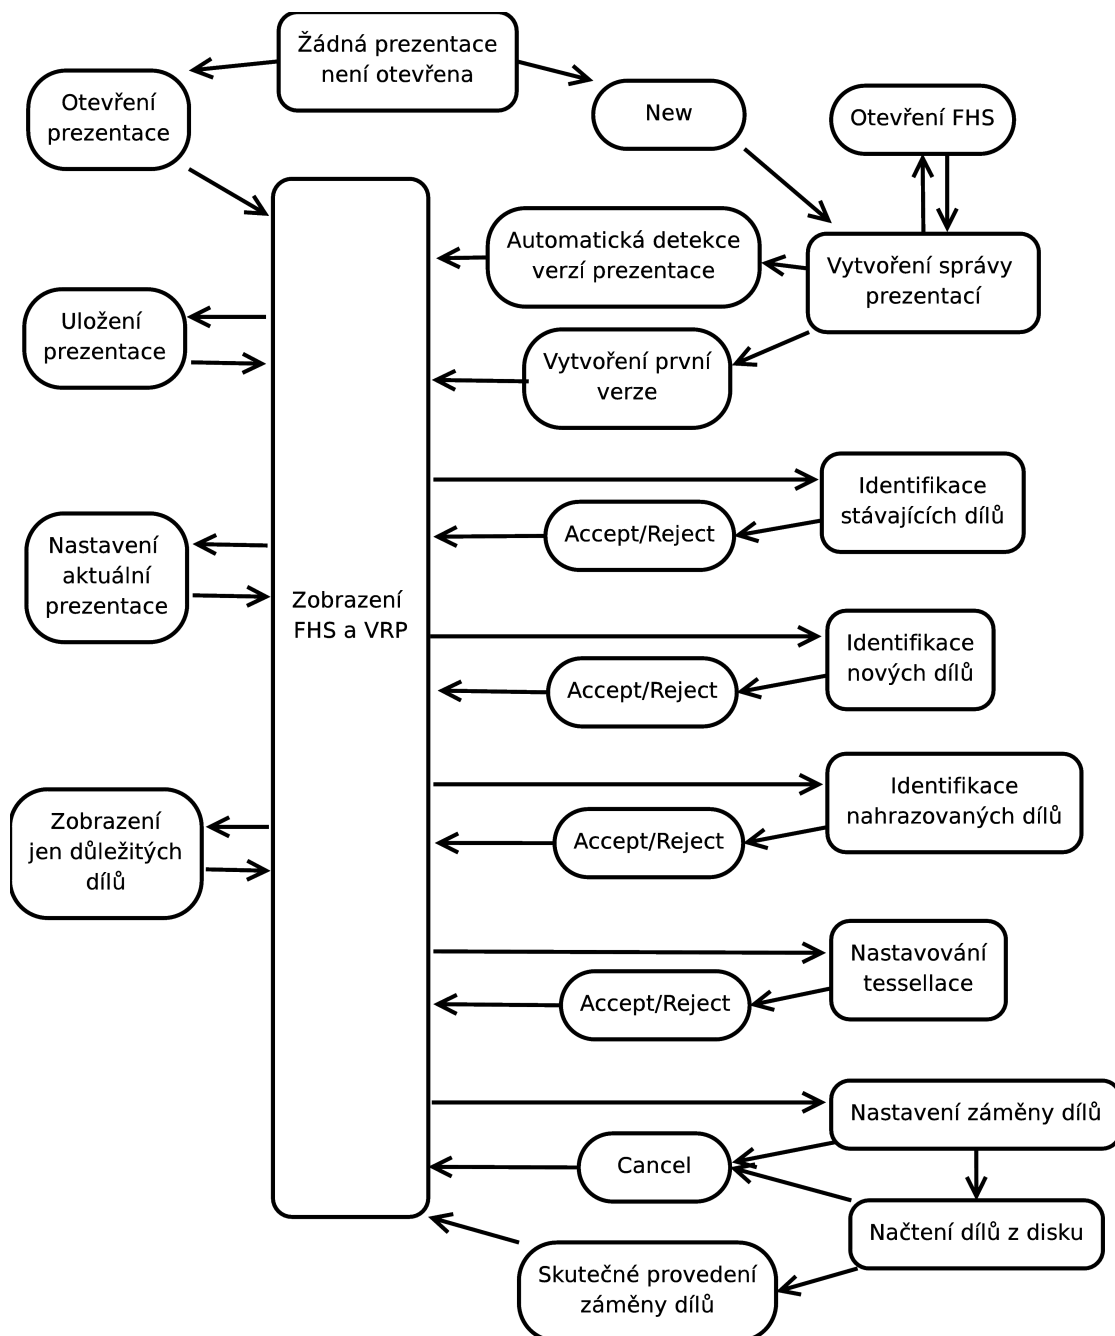 Žádná prezentace
není otevřena
Otevření
prezentace
New
Otevření FHS
Automatická detekce
verzí prezentace
Vytvoření správy
prezentací
Uložení
prezentace
Vytvoření první
verze
Identifikace
stávajících dílů
Accept/Reject
Nastavení
aktuální
prezentace
Zobrazení
FHS a VRP
Identifikace
nových dílů
Accept/Reject
Identifikace
nahrazovaných dílů
Accept/Reject
Zobrazení
jen důležitých
dílů
Nastavování
tessellace
Accept/Reject
Nastavení záměny dílů
Cancel
Načtení dílů z disku
Skutečné provedení
záměny dílů